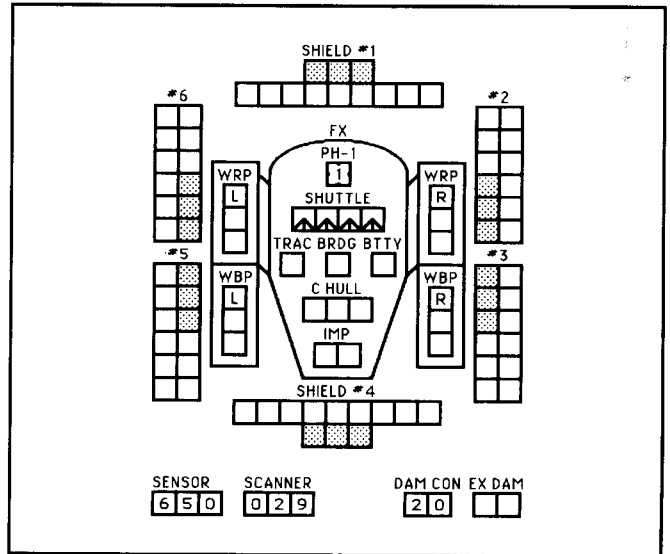 SHIELD #1
#6
#2
FX
PH-1
1
WRP
WRP
L
R
SHUTTLE
TRAC BRDG BTTY
#5
#3
WBP
WBP
L
R
C HULL
IMP
SHIELD #4
SENSOR SCANNER DAM CON EX DAM
6 5 0 0 2 9 2 0